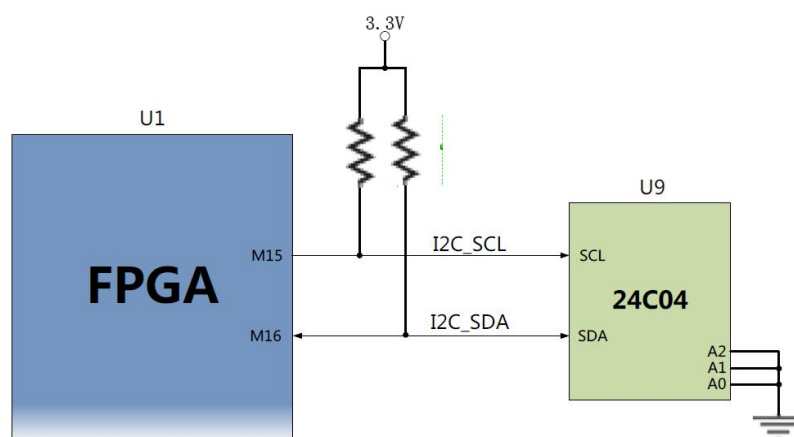 3.3V
U1
U9
M15
I2C_SCL
SCL
FPGA
24C04
M16
I2C_SDA
SDA
A2
A1
A0